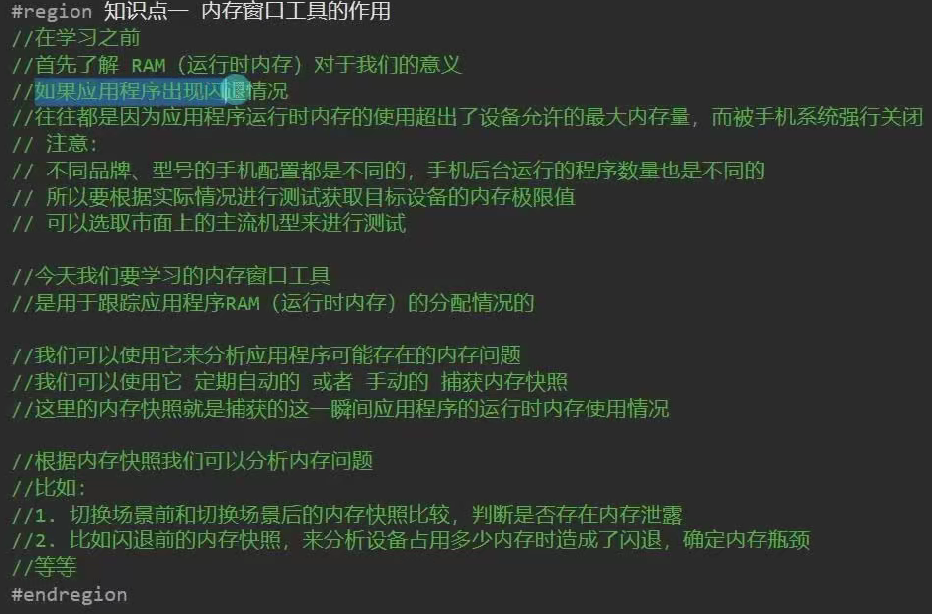 #region 知识点一 内存窗口工具的作用
//在学习之前
//首先了解 RAM（运行时内存）对于我们的意义
//如果应用程序出现闪退情况
//往往都是因为应用程序运行时内存的使用超出了设备允许的最大内存量，而被手机系统强行关闭
// 注意：
// 不同品牌、型号的手机配置都是不同的，手机后台运行的程序数量也是不同的
// 所以要根据实际情况进行测试获取目标设备的内存极限值
// 可以选取市面上的主流机型来进行测试
//今天我们要学习的内存窗口工具
//是用于跟踪应用程序RAM（运行时内存）的分配情况的
//我们可以使用它来分析应用程序可能存在的内存问题
//我们可以使用它 定期自动的 或者 手动的 捕获内存快照
//这里的内存快照就是捕获的这一瞬间应用程序的运行时内存使用情况
//根据内存快照我们可以分析内存问题
//比如：
//1. 切换场景前和切换场景后的内存快照比较，判断是否存在内存泄露
//2. 比如闪退前的内存快照，来分析设备占用多少内存时造成了闪退，确定内存瓶颈
//等等
#endregion